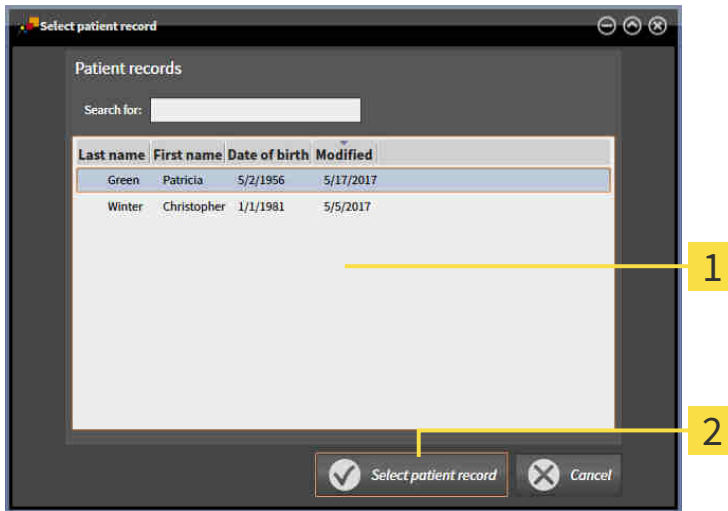 Select patient record
Patient records
Search for:
Last name First name Date of birth Modified
Green Patricia 5/2/1956 5/17/2017
Winter Christopher 1/1/1981 5/5/2017
1
2
Select patient record Cancel